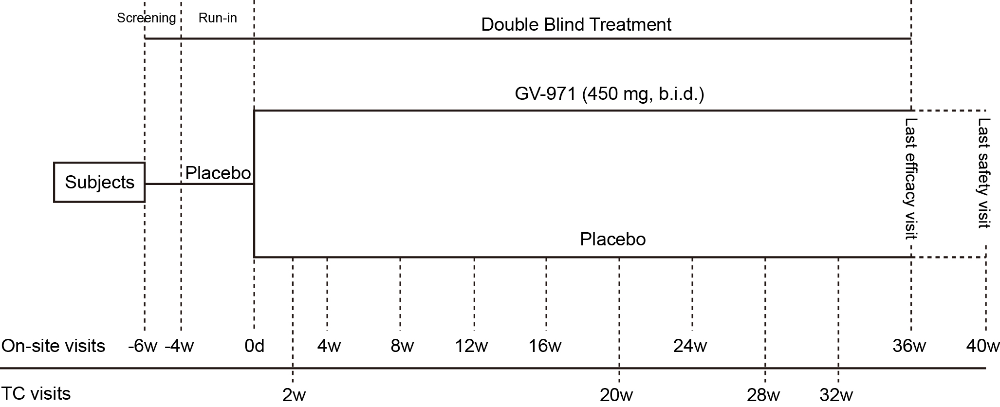 Screening
Run-in
Double Blind Treatment
GV-971 (450 mg, b.i.d.)
Subjects
Placebo
Last efficacy visit
Last safety visit
Placebo
On-site visits -6w -4w 0d 4w 8w 12w 16w 24w 36w 40w
TC visits 2w 20w 28w 32w